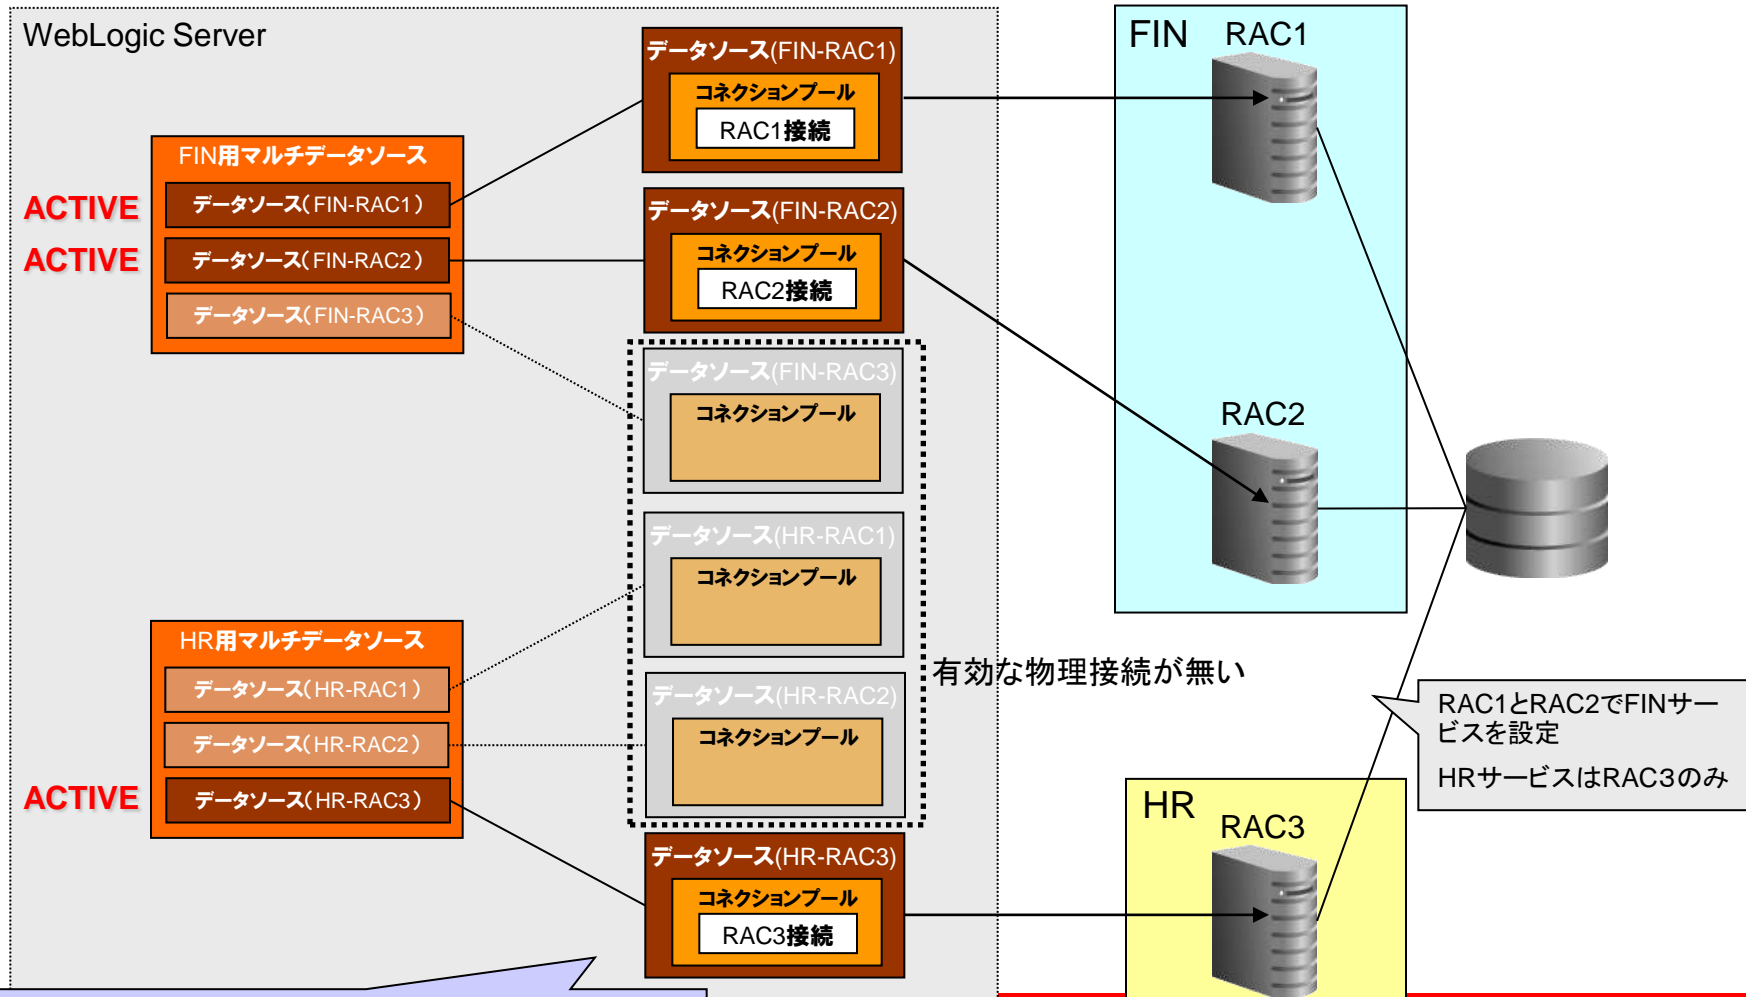 WebLogic Server
データソース(FIN-RAC1)
コネクションプール
RAC1接続
FIN用マルチデータソース
ACTIVE
データソース(FIN-RAC1)
ACTIVE
データソース(FIN-RAC2)
データソース(FIN-RAC3)
データソース(FIN-RAC2)
コネクションプール
RAC2接続
データソース(FIN-RAC3)
コネクションプール
データソース(HR-RAC1)
コネクションプール
HR用マルチデータソース
データソース(HR-RAC1)
データソース(HR-RAC2)
ACTIVE
データソース(HR-RAC3)
データソース(HR-RAC2)
コネクションプール
有効な物理接続が無い
データソース(HR-RAC3)
コネクションプール
RAC3接続
FIN
RAC1
RAC2
RAC1とRAC2でFINサー
ビスを設定
HRサービスはRAC3のみ
HR
RAC3